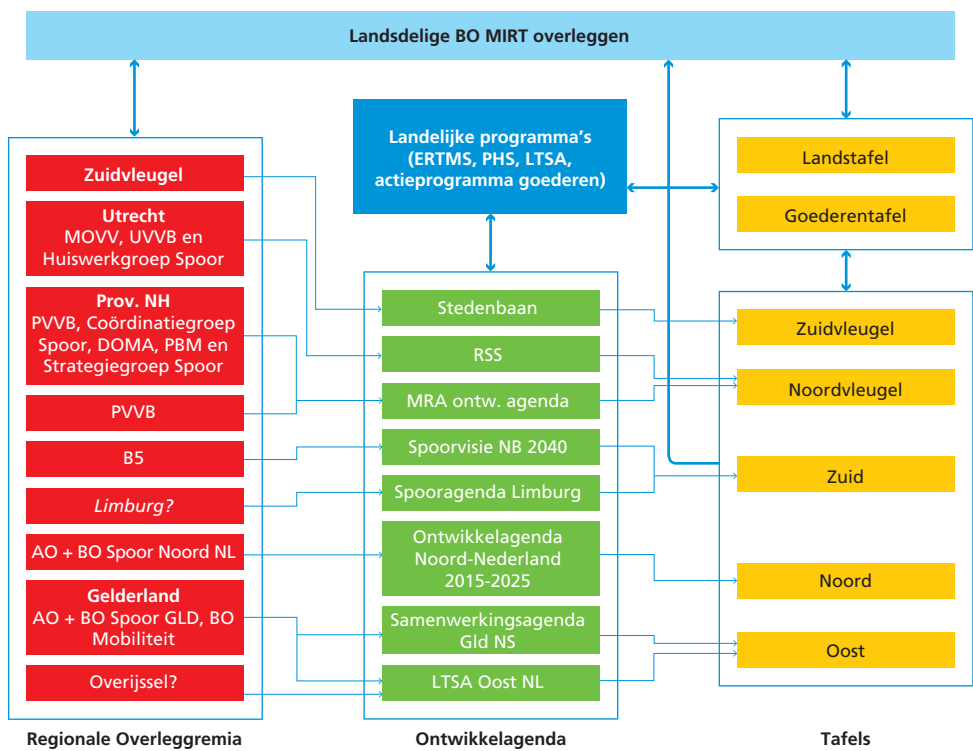 Landsdelige BO MIRT overleggen
Landelijke programma's
(ERTMS, PHS, LTSA,
actieprogramma goederen)
Zuidvleugel
Utrecht
MOVV, UVVB en
Huiswerkgroep Spoor
Prov. NH
PVVB, Coördinatiegroep
Spoor, DOMA, PBM en
Strategiegroep Spoor
PVVB
B5
Limburg?
AO + BO Spoor Noord NL
Gelderland
AO + BO Spoor GLD, BO
Mobiliteit
Overijssel?
Regionale Overleggremia
Stedenbaan
RSS
MRA ontw. agenda
Spoorvisie NB 2040
Spooragenda Limburg
Ontwikkelagenda
Noord-Nederland
2015-2025
Samenwerkingsagenda
Gld NS
LTSA Oost NL
Ontwikkelagenda
Landstafel
Goederentafel
Zuidvleugel
Noordvleugel
Zuid
Noord
Oost
Tafels